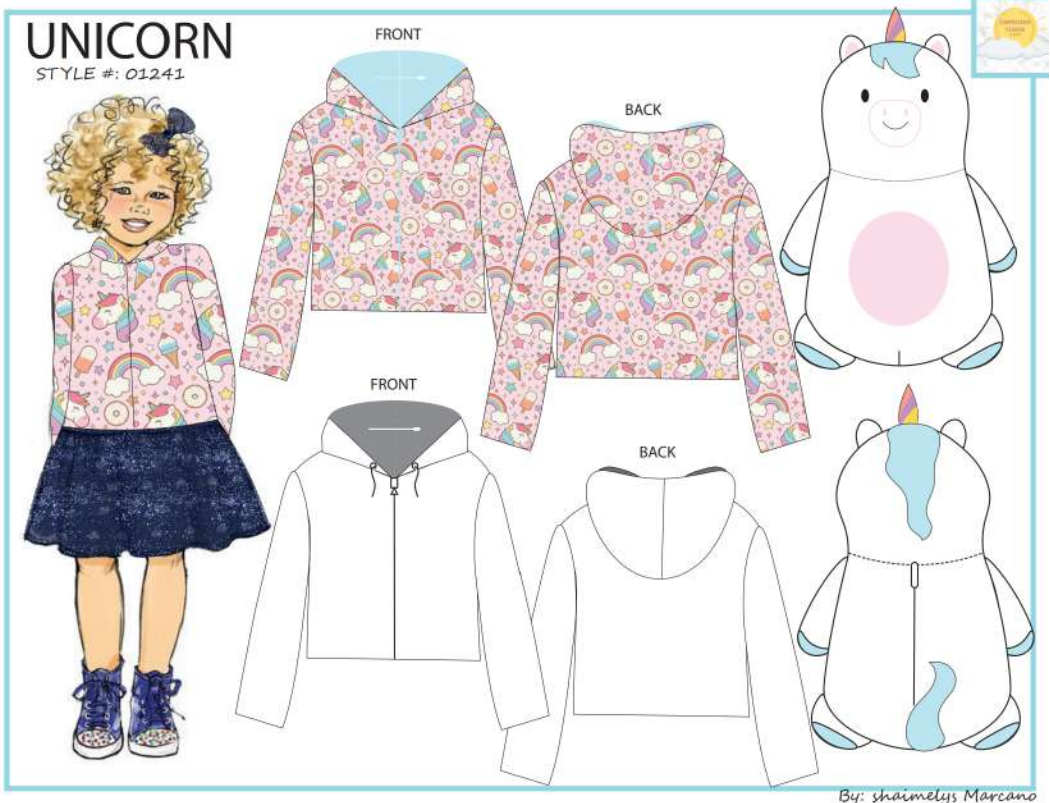 UNICORN
STYLE #: 01241
FRONT
BACK
FRONT
BACK
By: shaimelys Marcano